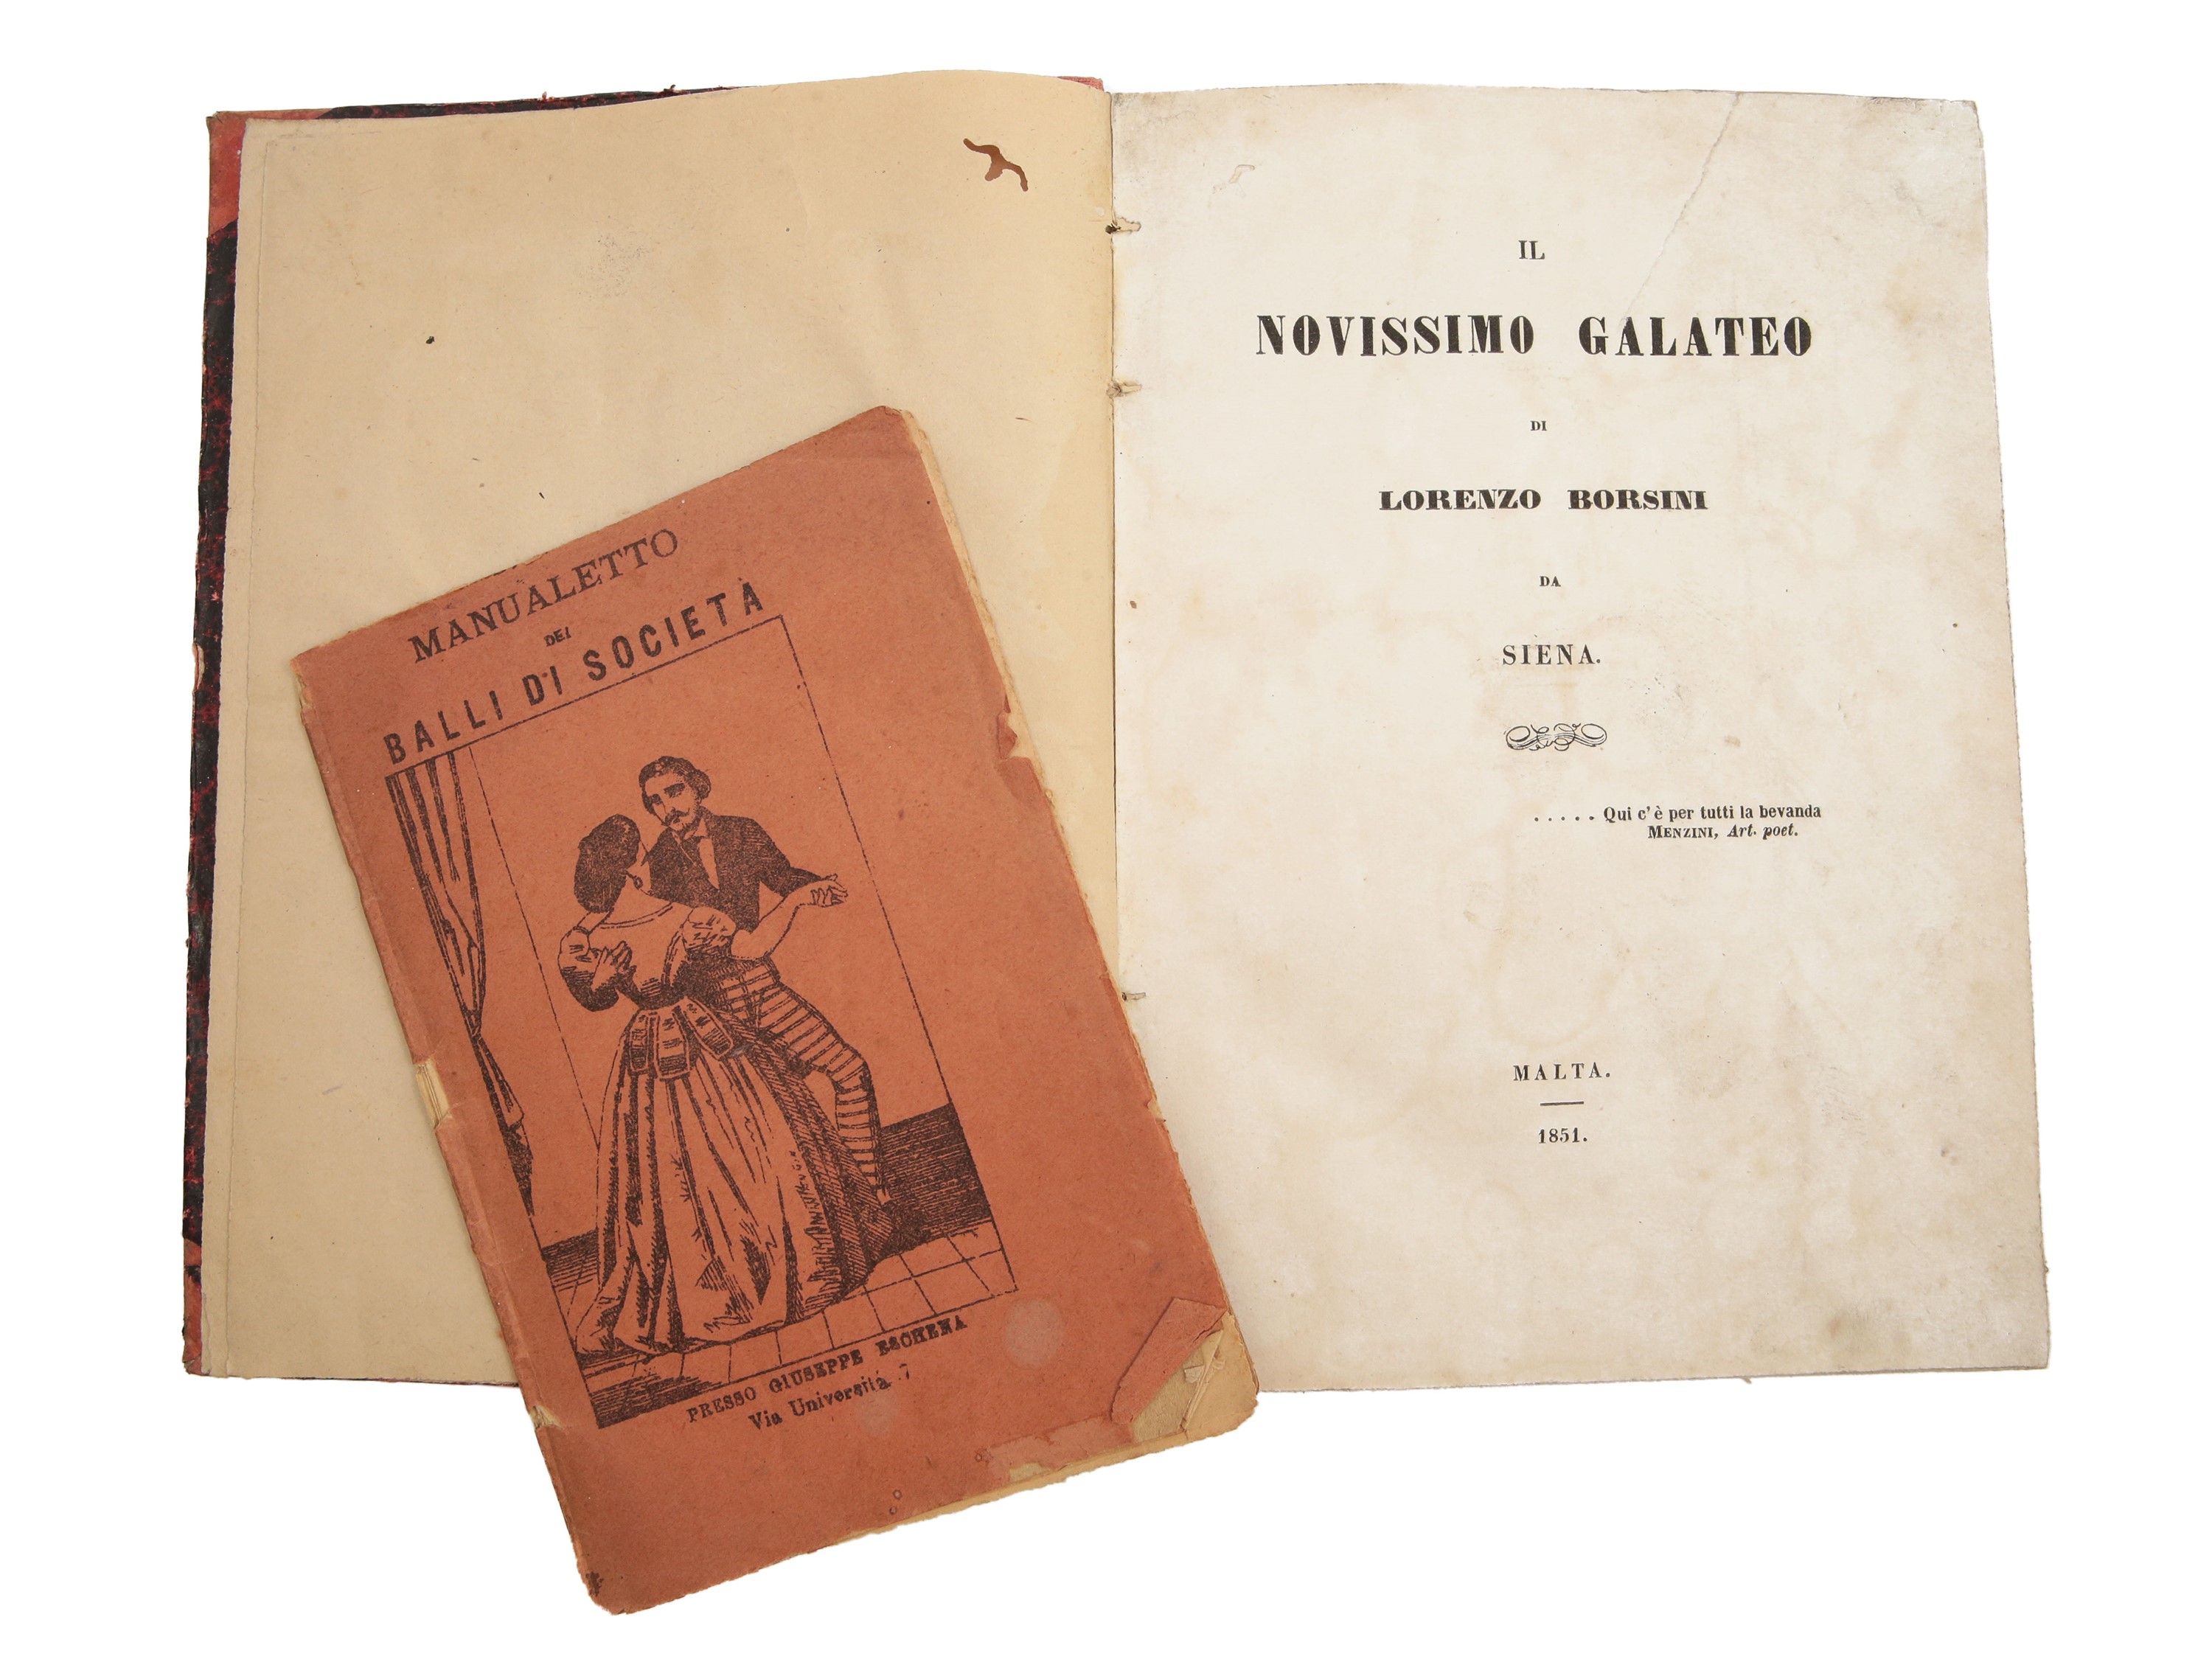 MANUALETTO
DEI
BALLI DI SOCIETÀ
PRESSO GIUSEPPE ESCHENA
Via Università 7
IL
NOVISSIMO GALATEO
DI
LORENZO BORSINI
DA
SIENA.
..... Qui c'è per tutti la bevanda
MENZINI, Art. poet.
MALTA.
1851.